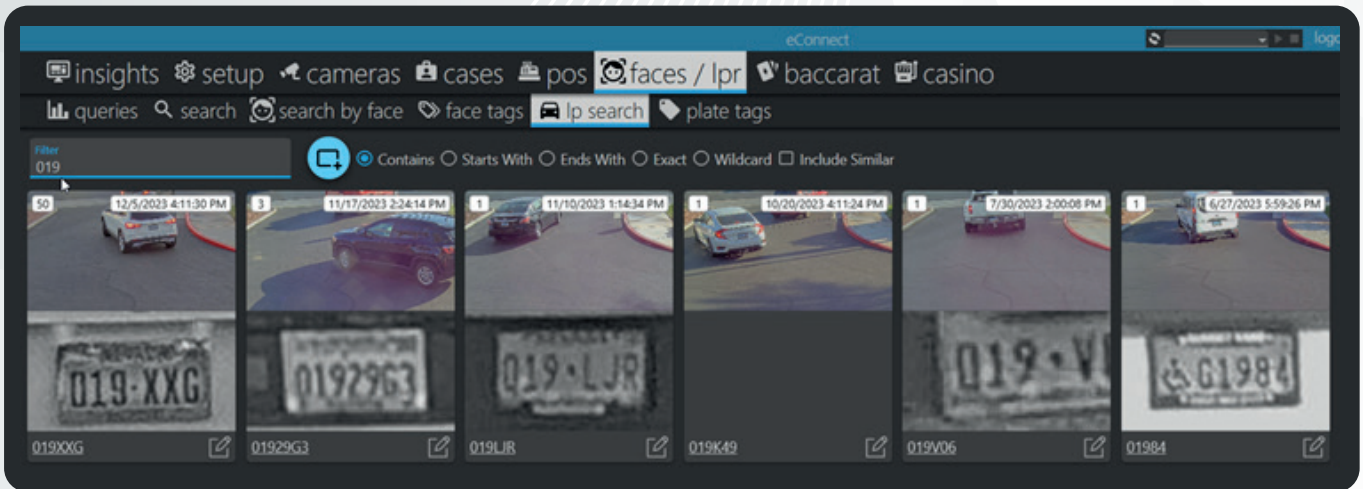 eConnect
logo
insights setup cameras cases pos faces / lpr baccarat casino
queries search search by face face tags lp search plate tags
Filter
019
Contains Starts With Ends With Exact Wildcard Include Similar
50 12/5/2023 4:11:30 PM
3 11/17/2023 2:24:14 PM
1 11/10/2023 1:14:34 PM
1 10/20/2023 4:11:24 PM
1 7/30/2023 2:00:08 PM
1 6/27/2023 5:59:26 PM
019·XXG
01929G3
019·LJR
019·V
G1984
019XXG
01929G3
019LJR
019K49
019V06
01984